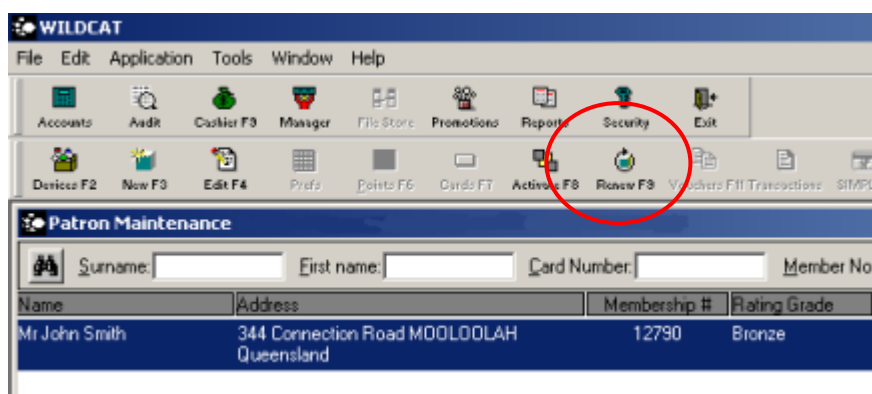 WILDCAT
File Edit Application Tools Window Help
Accounts Audit Cashier F9 Manager File Store Promotions Reports Security Exit
Devices F2 New F3 Edit F4 Prefs Points F6 Cards F7 Activate F8 Renew F9 Vouchers F11 Transactions
Patron Maintenance
Surname: First name: Card Number: Member No
Name Address Membership # Rating Grade
Mr John Smith 344 Connection Road MOOLOOLAH 12790 Bronze
Queensland